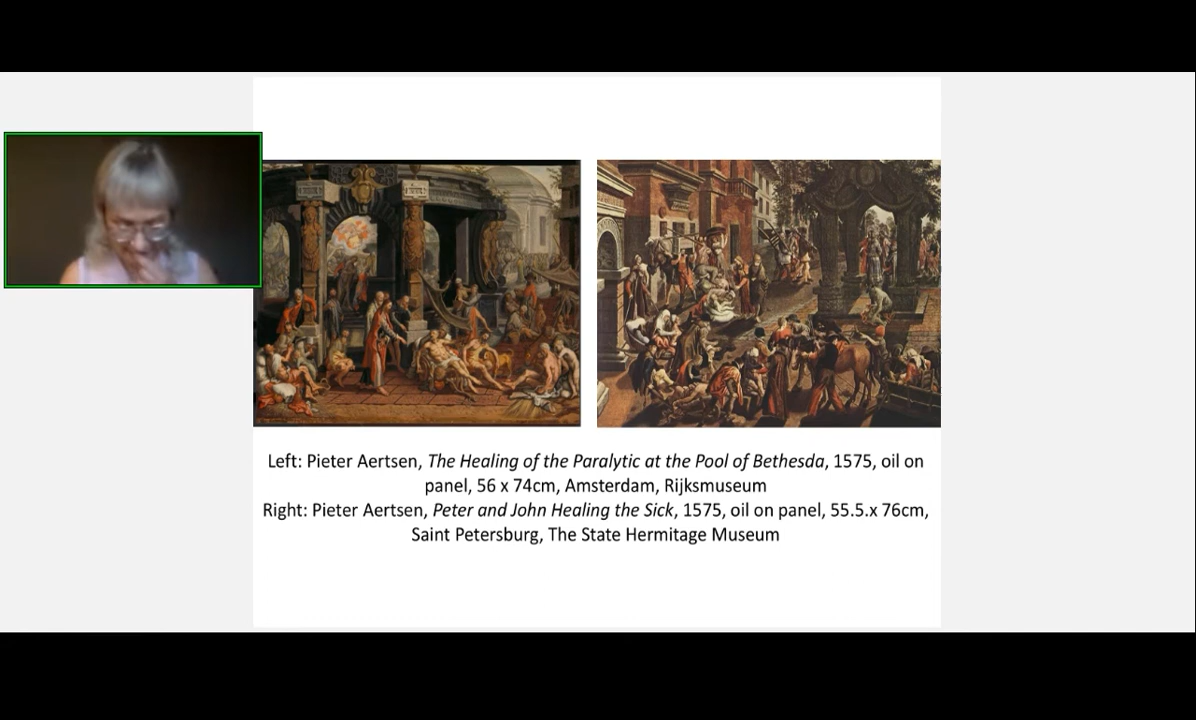 Left: Pieter Aertsen, The Healing of the Paralytic at the Pool of Bethesda, 1575, oil on
panel, 56 x 74cm, Amsterdam, Rijksmuseum
Right: Pieter Aertsen, Peter and John Healing the Sick, 1575, oil on panel, 55.5.x 76cm,
Saint Petersburg, The State Hermitage Museum